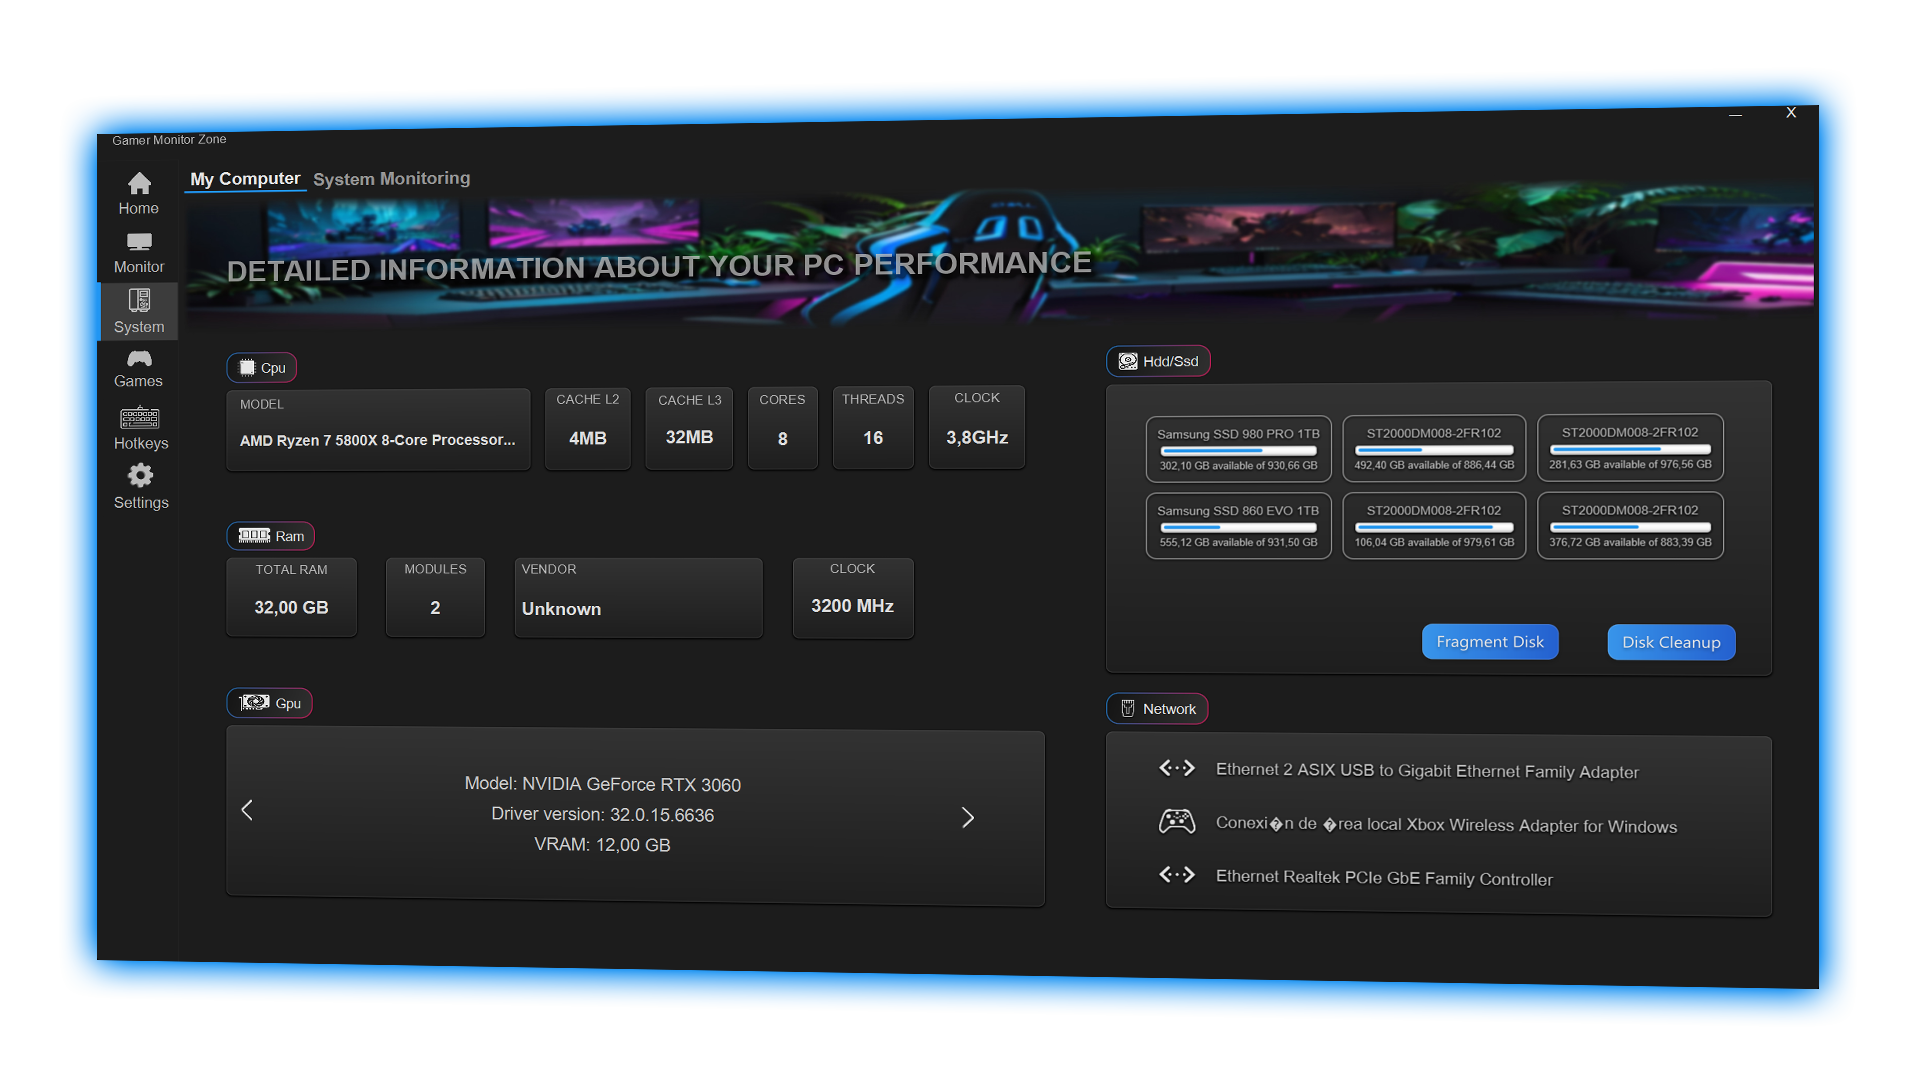 Gamer Monitor Zone
X
Home
Monitor
System
Games
Hotkeys
Settings
My Computer System Monitoring
DETAILED INFORMATION ABOUT YOUR PC PERFORMANCE
Cpu
MODEL
AMD Ryzen 7 5800X 8-Core Processor...
CACHE L2
4MB
CACHE L3
32MB
CORES
8
THREADS
16
CLOCK
3,8GHz
Ram
TOTAL RAM
32,00 GB
MODULES
2
VENDOR
Unknown
CLOCK
3200 MHz
Gpu
Model: NVIDIA GeForce RTX 3060
Driver version: 32.0.15.6636
VRAM: 12,00 GB
Hdd/Ssd
Samsung SSD 980 PRO 1TB
302,10 GB available of 930,66 GB
ST2000DM008-2FR102
492,40 GB available of 886,44 GB
ST2000DM008-2FR102
281,63 GB available of 976,56 GB
Samsung SSD 860 EVO 1TB
555,12 GB available of 931,50 GB
ST2000DM008-2FR102
106,04 GB available of 979,61 GB
ST2000DM008-2FR102
376,72 GB available of 883,39 GB
Fragment Disk
Disk Cleanup
Network
Ethernet 2 ASIX USB to Gigabit Ethernet Family Adapter
Conexi�n de �rea local Xbox Wireless Adapter for Windows
Ethernet Realtek PCIe GbE Family Controller